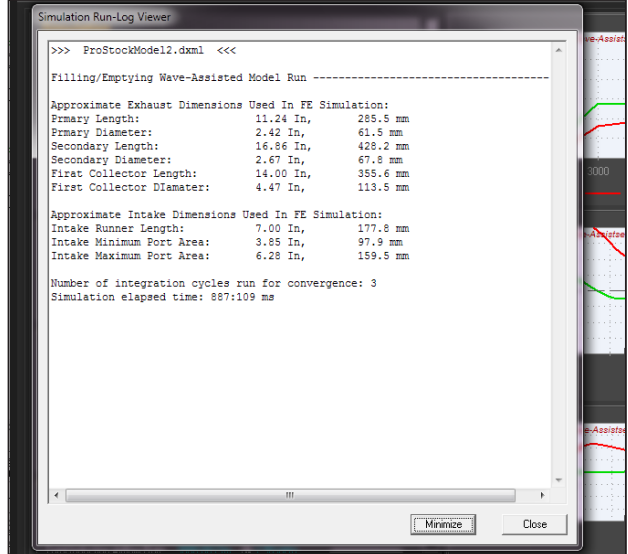 Simulation Run-Log Viewer
>>> ProStockModel2.dxml <<<
Filling/Emptying Wave-Assisted Model Run ------------------------------------
Approximate Exhaust Dimensions Used In FE Simulation:
Prmary Length: 11.24 In, 285.5 mm
Prmary Diameter: 2.42 In, 61.5 mm
Secondary Length: 16.86 In, 428.2 mm
Secondary Diameter: 2.67 In, 67.8 mm
Firat Collector Length: 14.00 In, 355.6 mm
First Collector DIamater: 4.47 In, 113.5 mm
Approximate Intake Dimensions Used In FE Simulation:
Intake Runner Length: 7.00 In, 177.8 mm
Intake Minimum Port Area: 3.85 In, 97.9 mm
Intake Maximum Port Area: 6.28 In, 159.5 mm
Number of integration cycles run for convergence: 3
Simulation elapsed time: 887:109 ms
Minimize
Close
3000